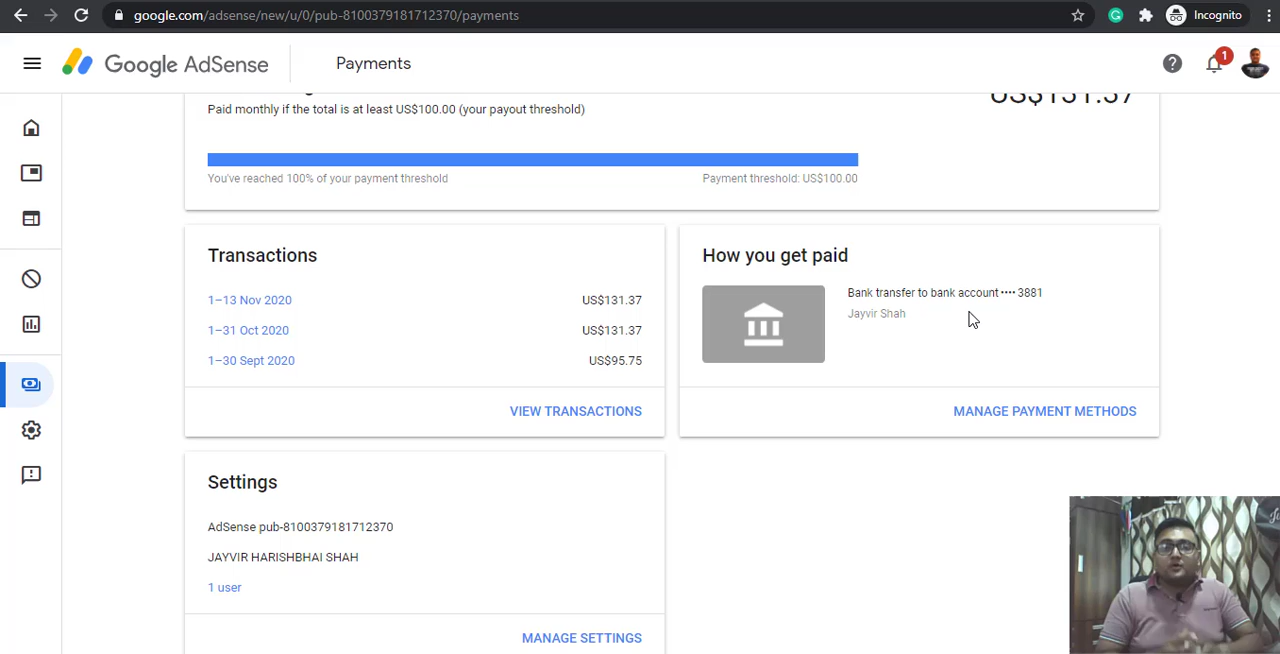 google.com/adsense/new/u/0/pub-8100379181712370/payments
Incognito
Google AdSense
Payments
1
Paid monthly if the total is at least US$100.00 (your payout threshold)
US$131.37
You've reached 100% of your payment threshold
Payment threshold: US$100.00
Transactions
1–13 Nov 2020 US$131.37
1–31 Oct 2020 US$131.37
1–30 Sept 2020 US$95.75
VIEW TRANSACTIONS
How you get paid
Bank transfer to bank account •••• 3881
Jayvir Shah
MANAGE PAYMENT METHODS
Settings
AdSense pub-8100379181712370
JAYVIR HARISHBHAI SHAH
1 user
MANAGE SETTINGS